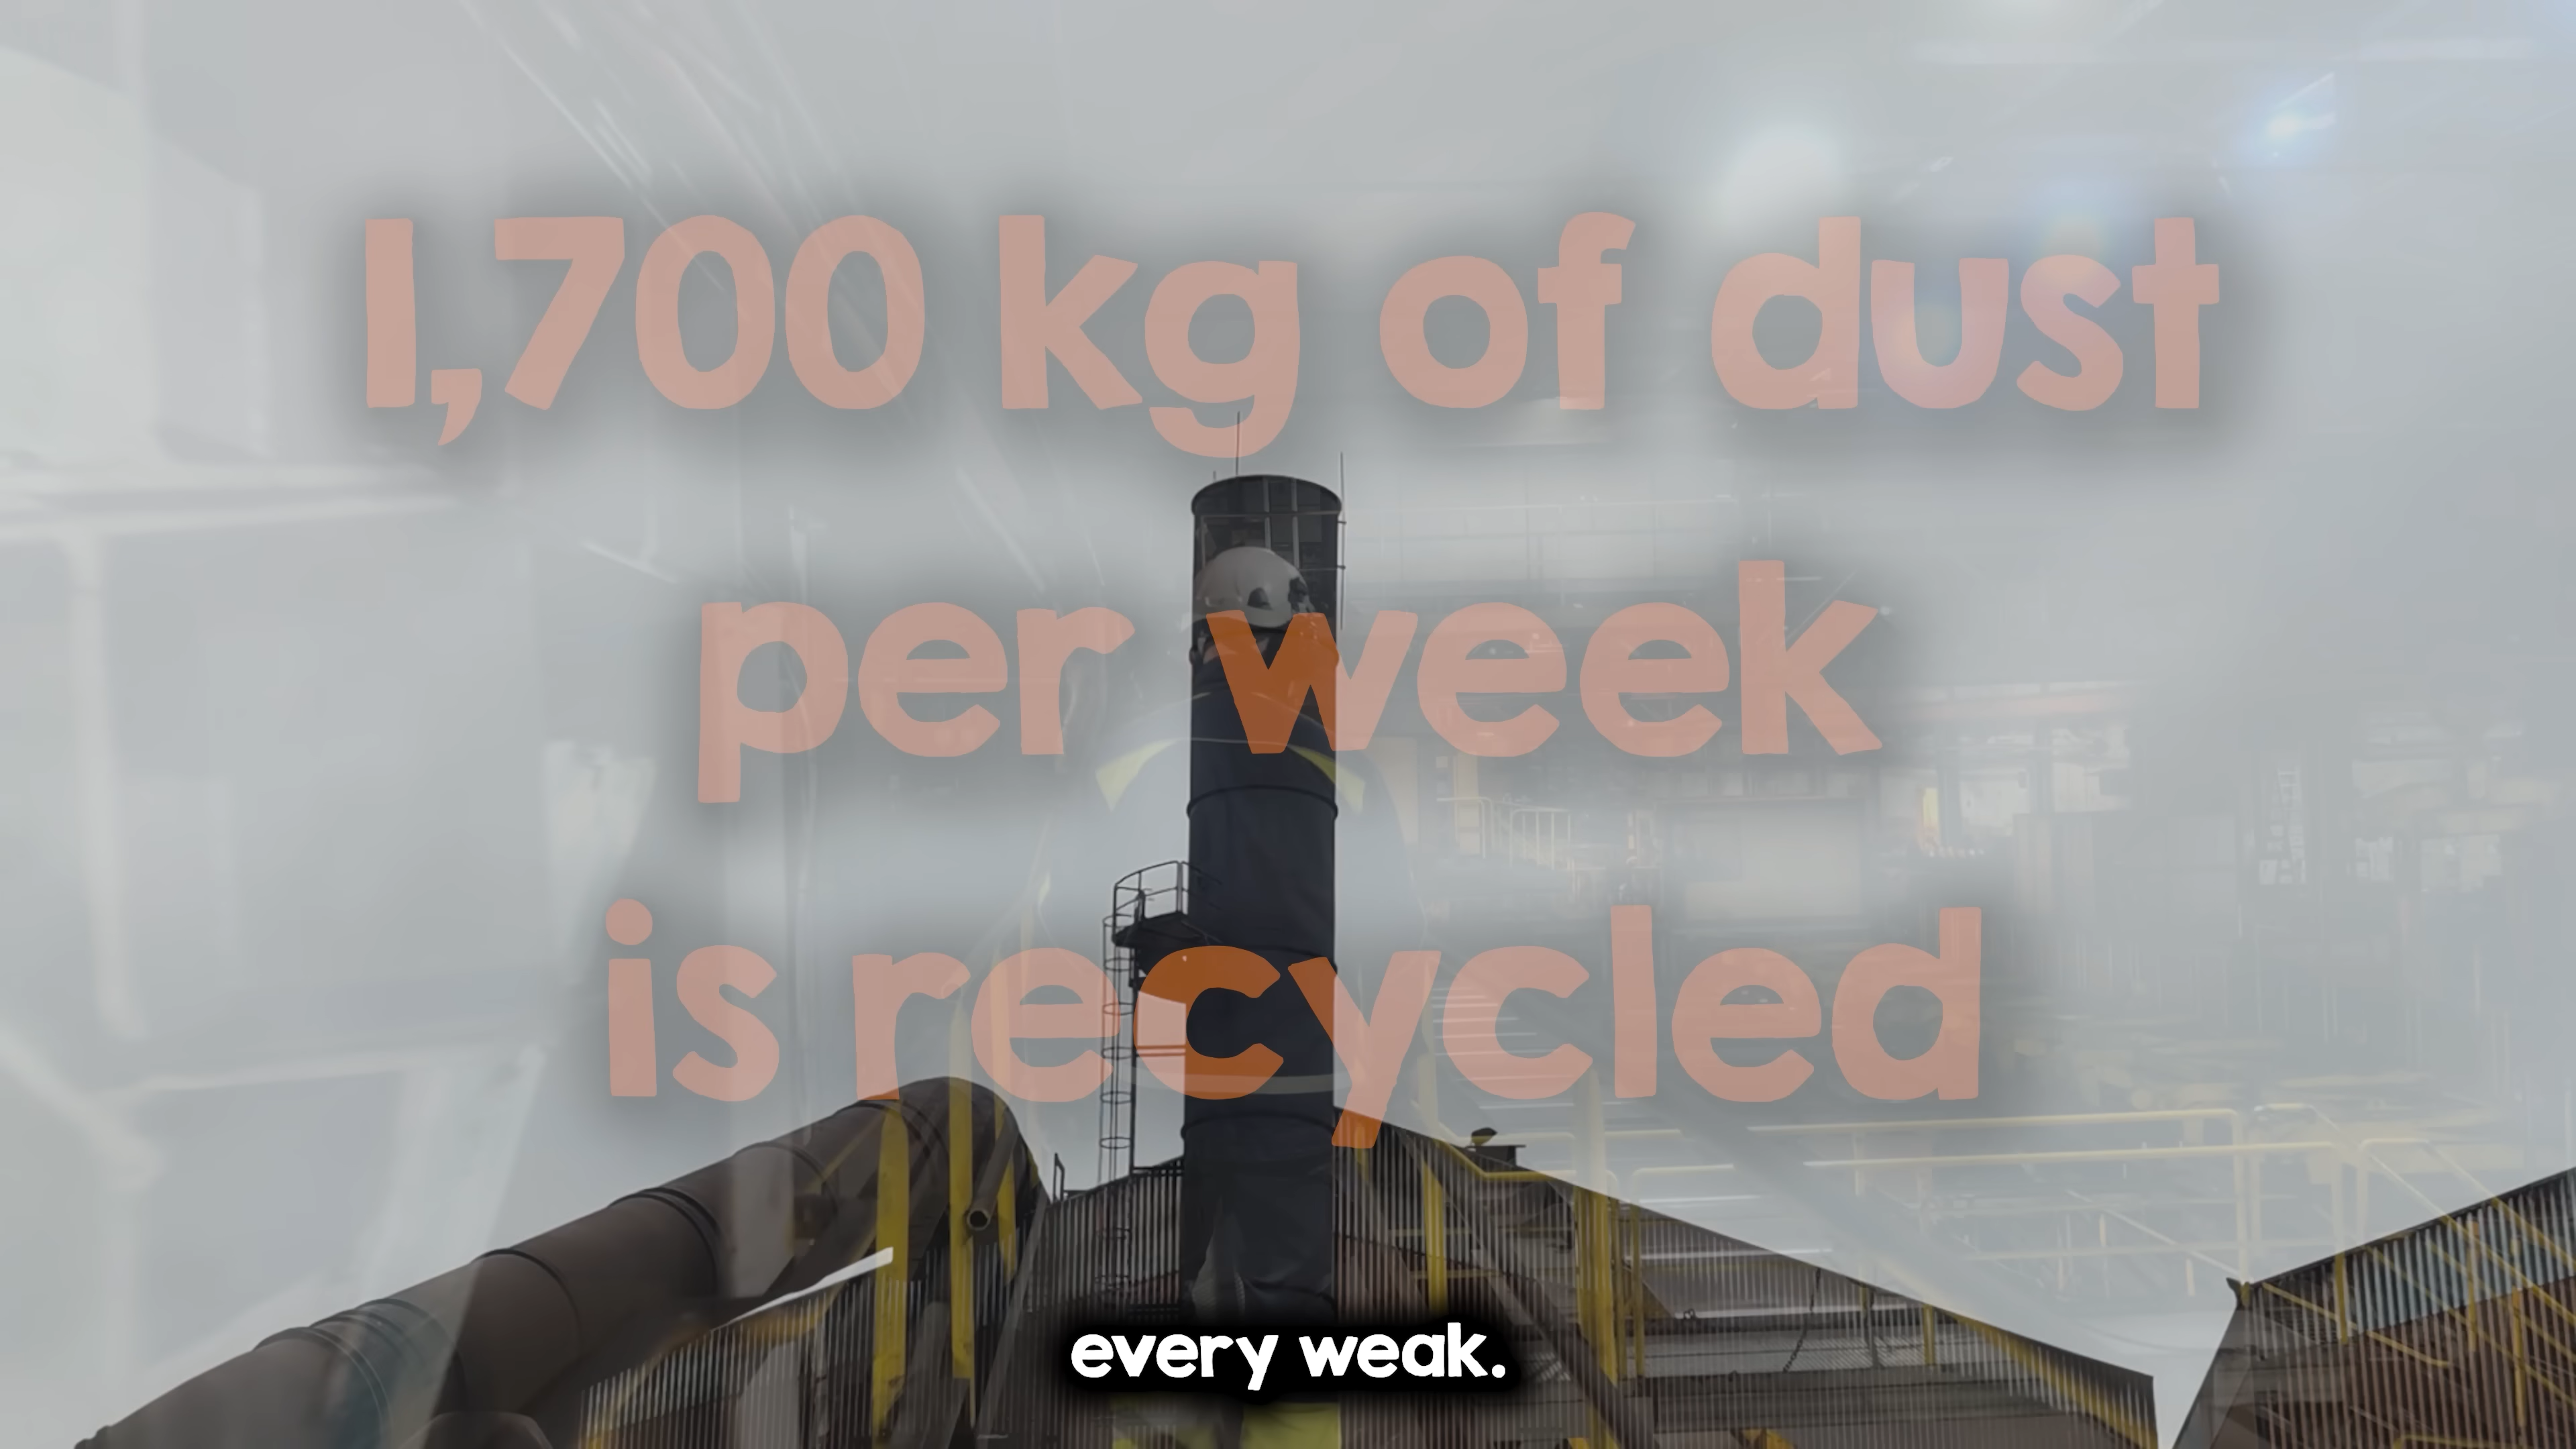 1,700 kg of dust
per week
is recycled
every weak.